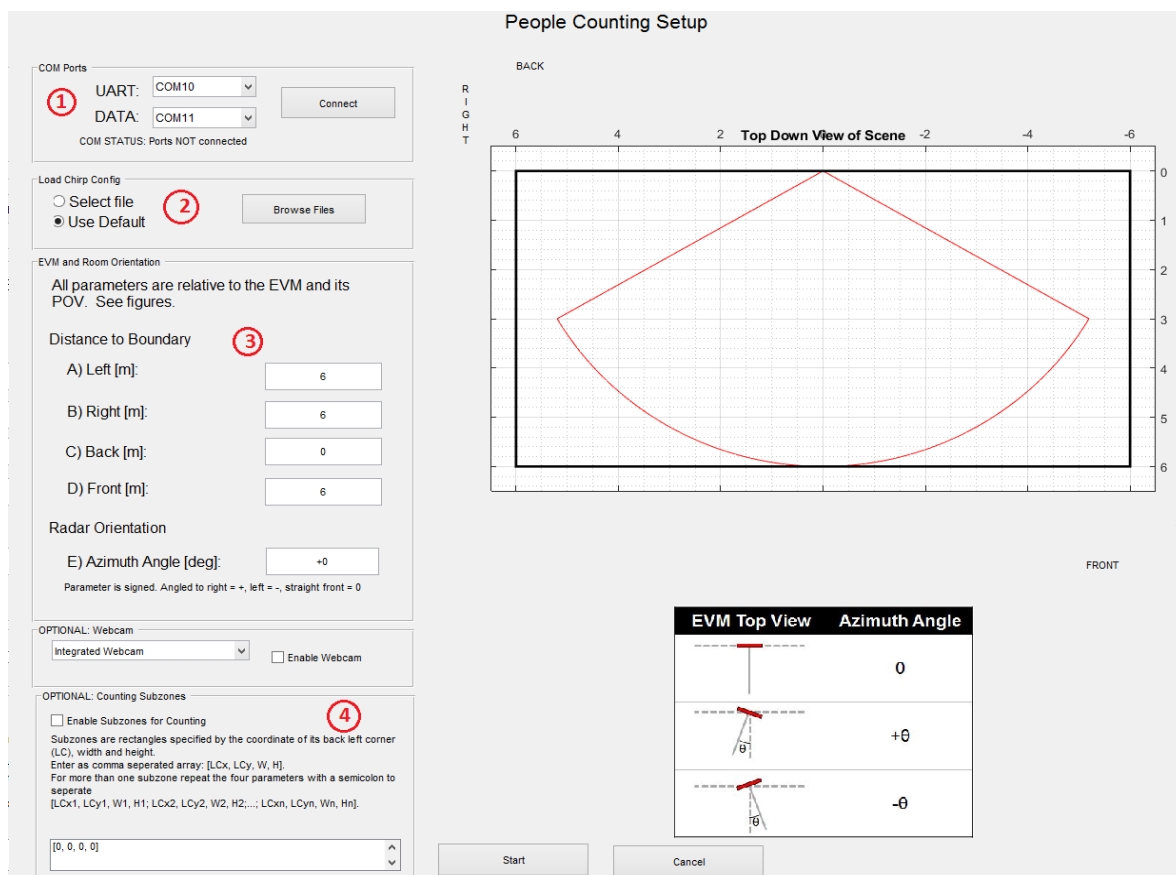 People Counting Setup
COM Ports
1
UART:
COM10
DATA:
COM11
Connect
COM STATUS: Ports NOT connected
Load Chirp Config
Select file
Use Default
2
Browse Files
EVM and Room Orientation
All parameters are relative to the EVM and its
POV. See figures.
Distance to Boundary
3
A) Left [m]:
6
B) Right [m]:
6
C) Back [m]:
0
D) Front [m]:
6
Radar Orientation
E) Azimuth Angle [deg]:
+0
Parameter is signed. Angled to right = +, left = -, straight front = 0
OPTIONAL: Webcam
Integrated Webcam
Enable Webcam
OPTIONAL: Counting Subzones
Enable Subzones for Counting
4
Subzones are rectangles specified by the coordinate of its back left corner
(LC), width and height.
Enter as comma seperated array: [LCx, LCy, W, H].
For more than one subzone repeat the four parameters with a semicolon to
seperate
[LCx1, LCy1, W1, H1; LCx2, LCy2, W2, H2;...; LCxn, LCyn, Wn, Hn].
[0, 0, 0, 0]
BACK
RIGHT
6 4 2 0 -2 -4 -6
Top Down View of Scene
0
1
2
3
4
5
6
FRONT
EVM Top View Azimuth Angle
0
θ +θ
θ -θ
Start
Cancel